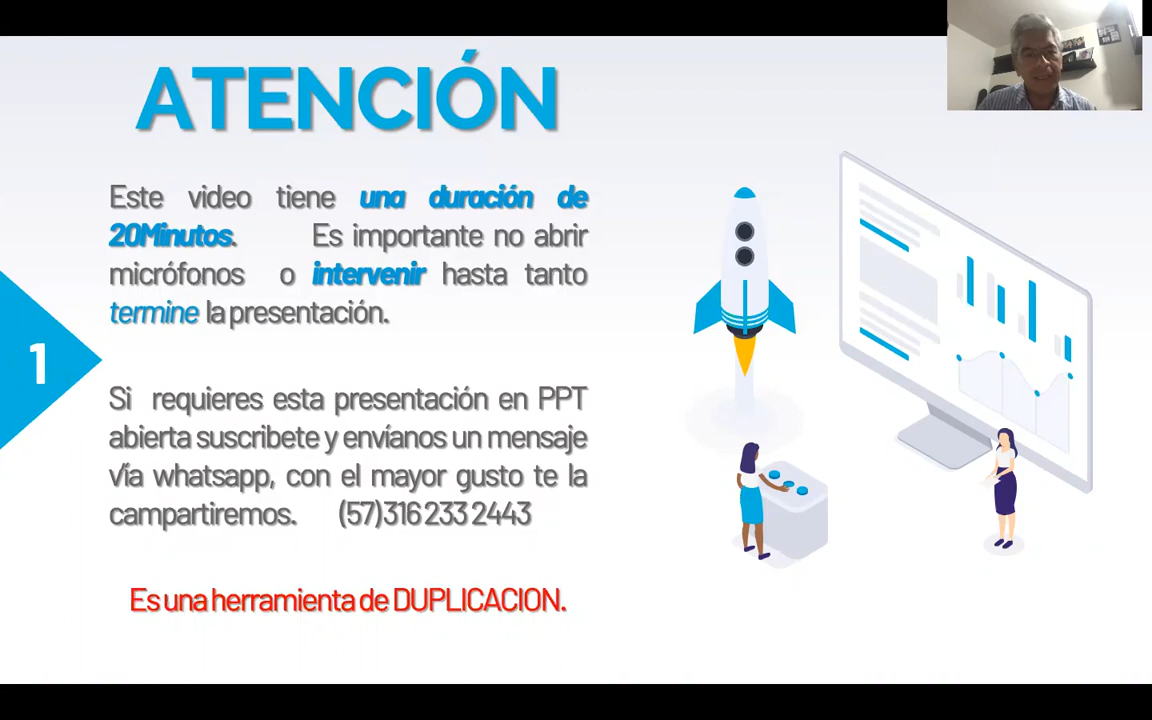 ATENCIÓN
Este video tiene una duración de
20Minutos. Es importante no abrir
micrófonos o intervenir hasta tanto
termine la presentación.
1
Si requieres esta presentación en PPT
abierta suscribete y envíanos un mensaje
vía whatsapp, con el mayor gusto te la
campartiremos. (57)316 233 2443
Es una herramienta de DUPLICACION.